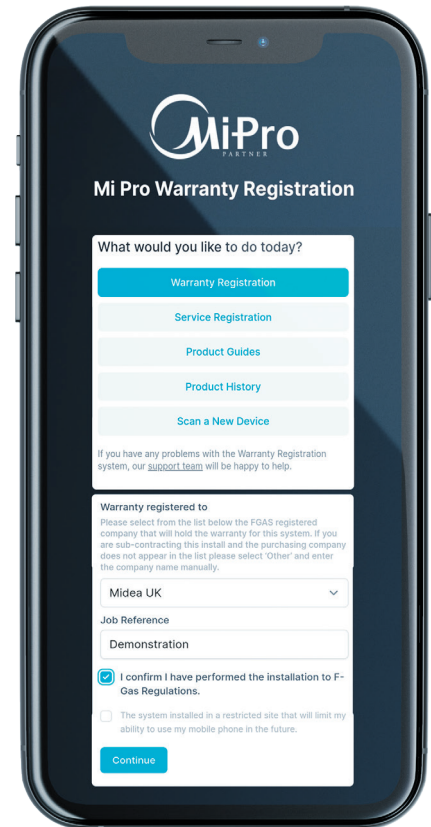 MiPro
PARTNER
Mi Pro Warranty Registration
What would you like to do today?
Warranty Registration
Service Registration
Product Guides
Product History
Scan a New Device
If you have any problems with the Warranty Registration
system, our support team will be happy to help.
Warranty registered to
Please select from the list below the FGAS registered
company that will hold the warranty for this system. If you
are sub-contracting this install and the purchasing company
does not appear in the list please select 'Other' and enter
the company name manually.
Midea UK
Job Reference
Demonstration
I confirm I have performed the installation to F-
Gas Regulations.
The system installed in a restricted site that will limit my
ability to use my mobile phone in the future.
Continue